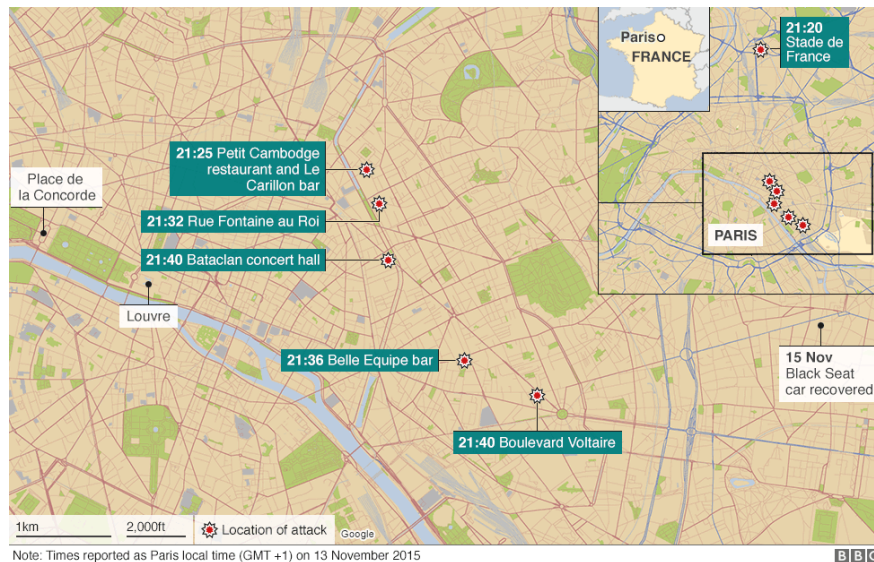 Paris
FRANCE
21:20
Stade de
France
21:25 Petit Cambodge
restaurant and Le
Carillon bar
Place de
la Concorde
21:32 Rue Fontaine au Roi
PARIS
21:40 Bataclan concert hall
Louvre
21:36 Belle Equipe bar
15 Nov
Black Seat
car recovered
21:40 Boulevard Voltaire
1km
2,000ft
Location of attack
Google
Note: Times reported as Paris local time (GMT +1) on 13 November 2015
BBC